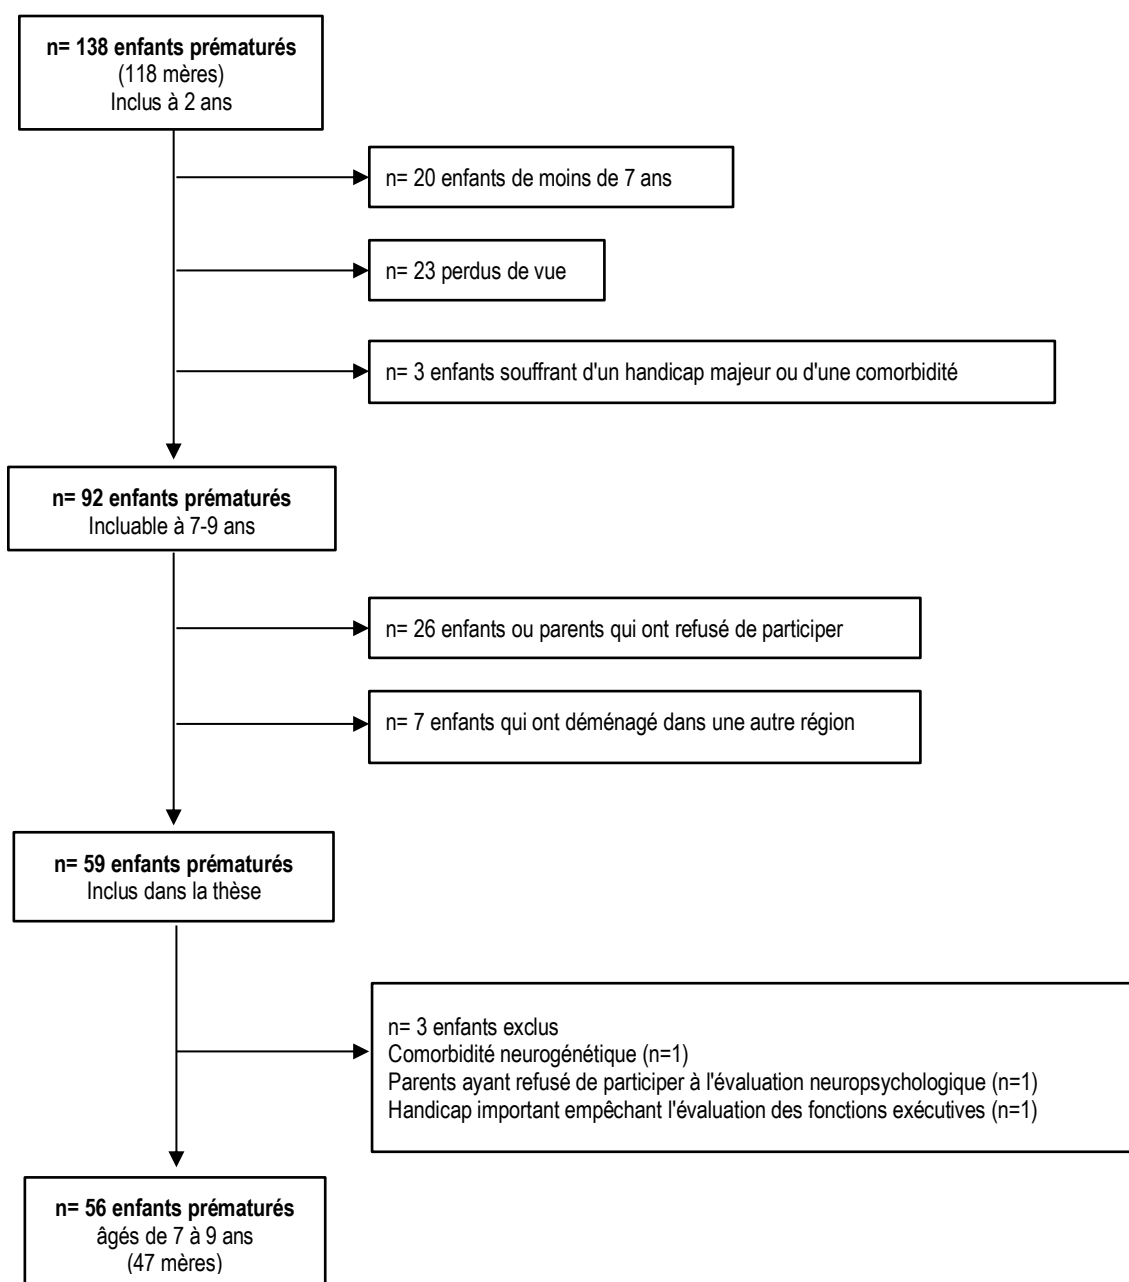 n= 138 enfants prématurés
(118 mères)
Inclus à 2 ans
n= 20 enfants de moins de 7 ans
n= 23 perdus de vue
n= 3 enfants souffrant d'un handicap majeur ou d'une comorbidité
n= 92 enfants prématurés
Incluable à 7-9 ans
n= 26 enfants ou parents qui ont refusé de participer
n= 7 enfants qui ont déménagé dans une autre région
n= 59 enfants prématurés
Inclus dans la thèse
n= 3 enfants exclus
Comorbidité neurogénétique (n=1)
Parents ayant refusé de participer à l'évaluation neuropsychologique (n=1)
Handicap important empêchant l'évaluation des fonctions exécutives (n=1)
n= 56 enfants prématurés
âgés de 7 à 9 ans
(47 mères)